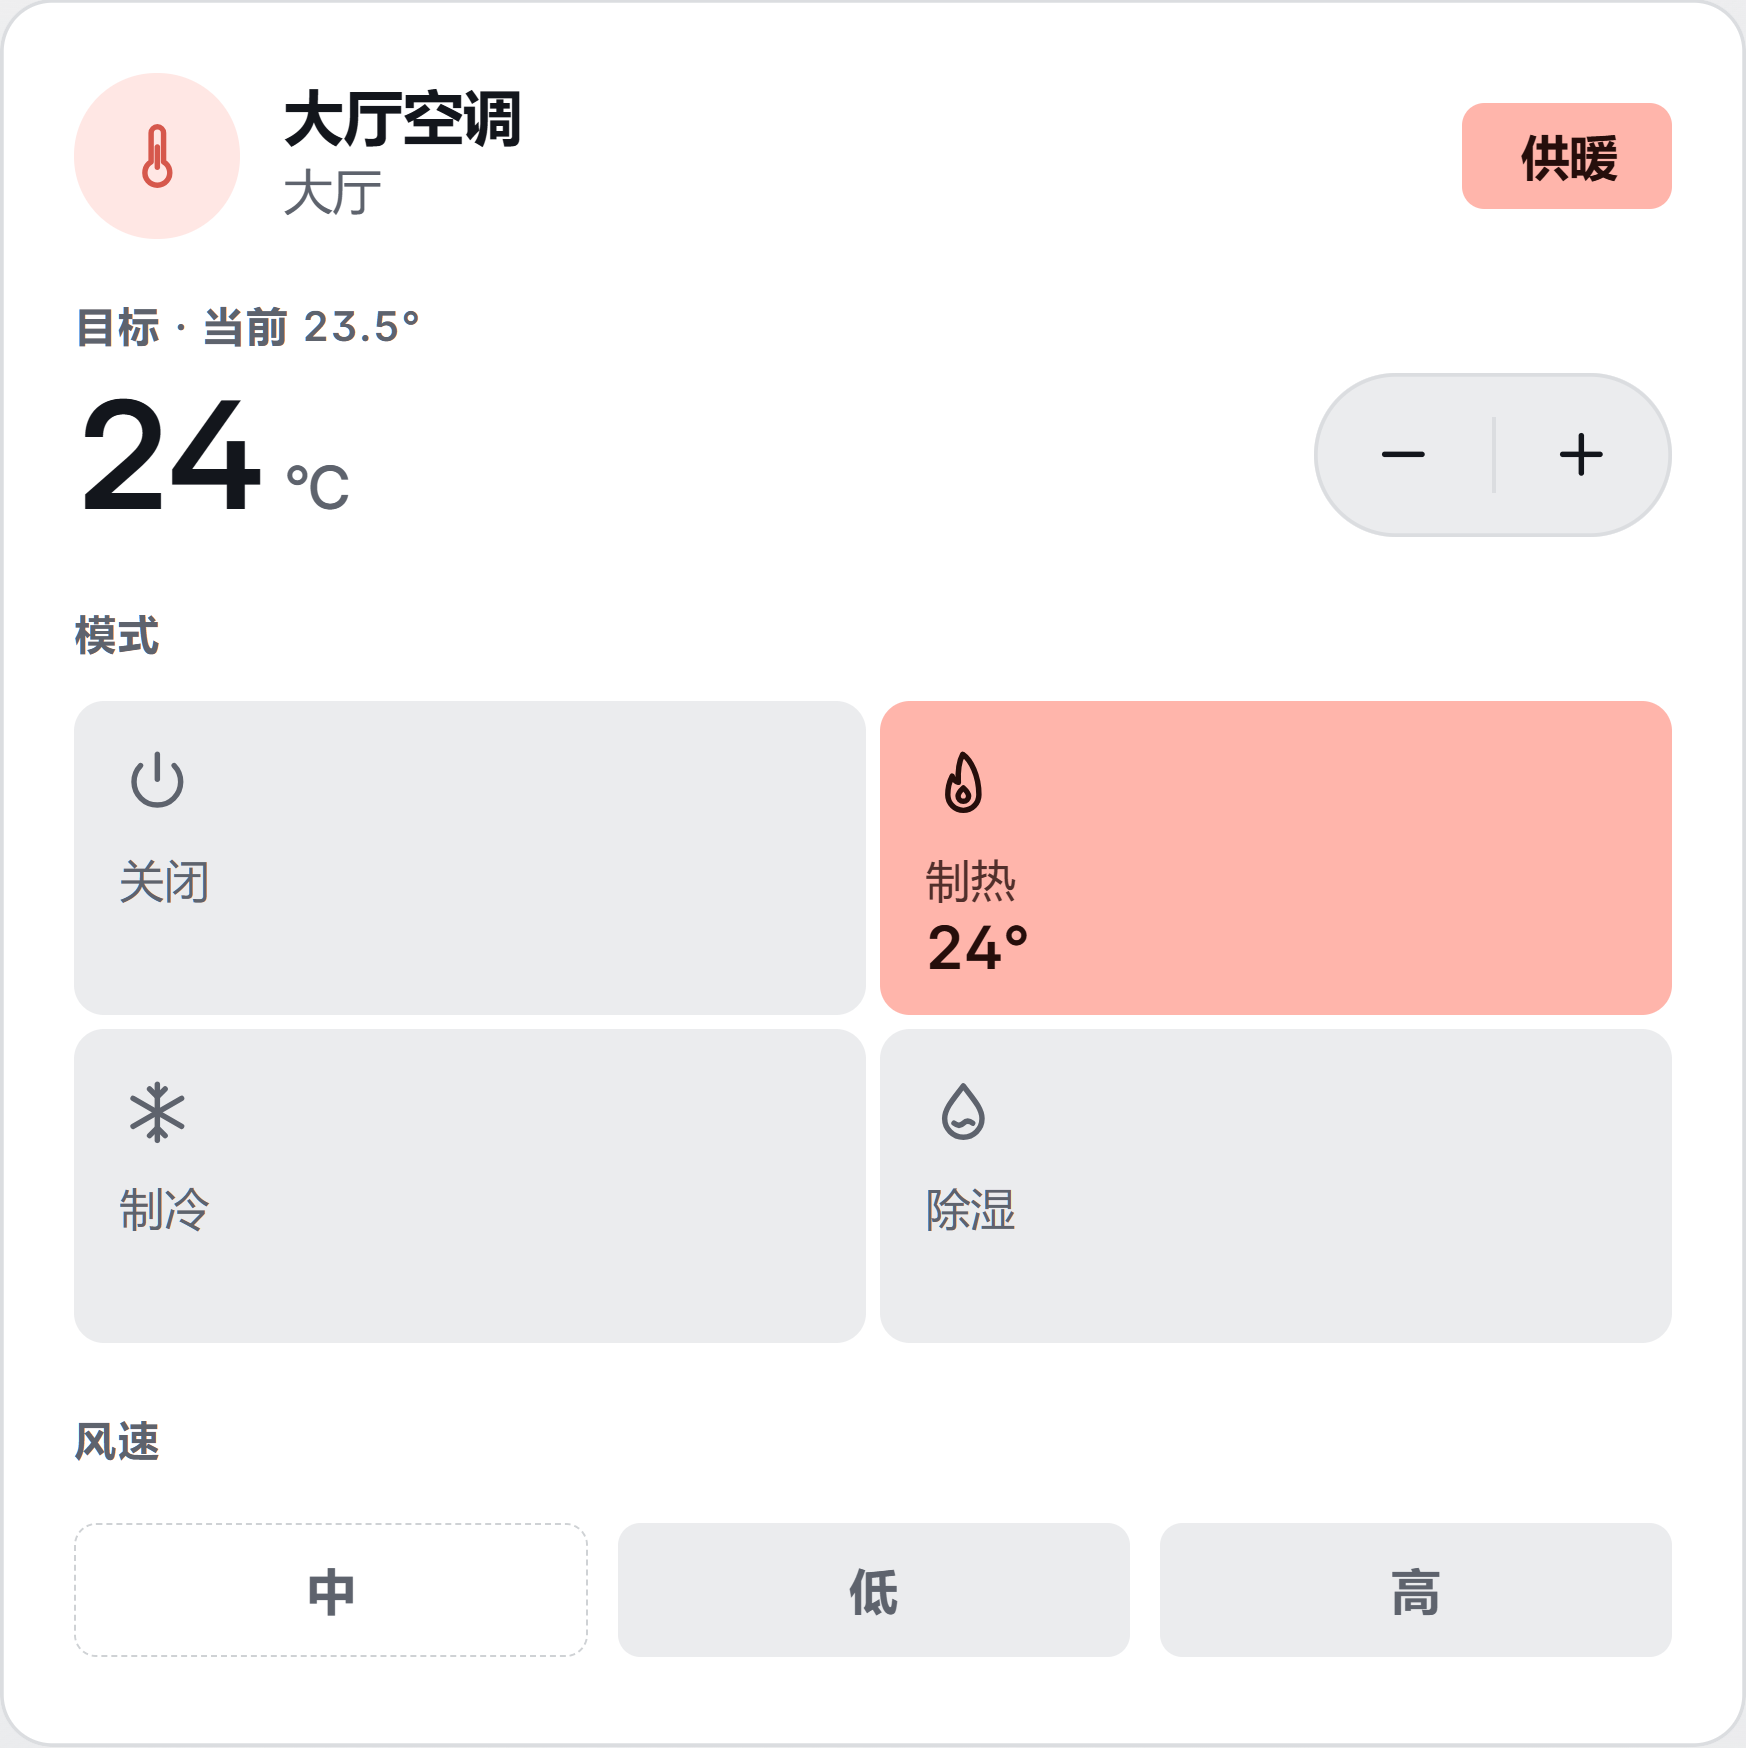 大厅空调
大厅
供暖
目标 · 当前 23.5°
24 °C
模式
关闭
制热
24°
制冷
除湿
风速
中
低
高